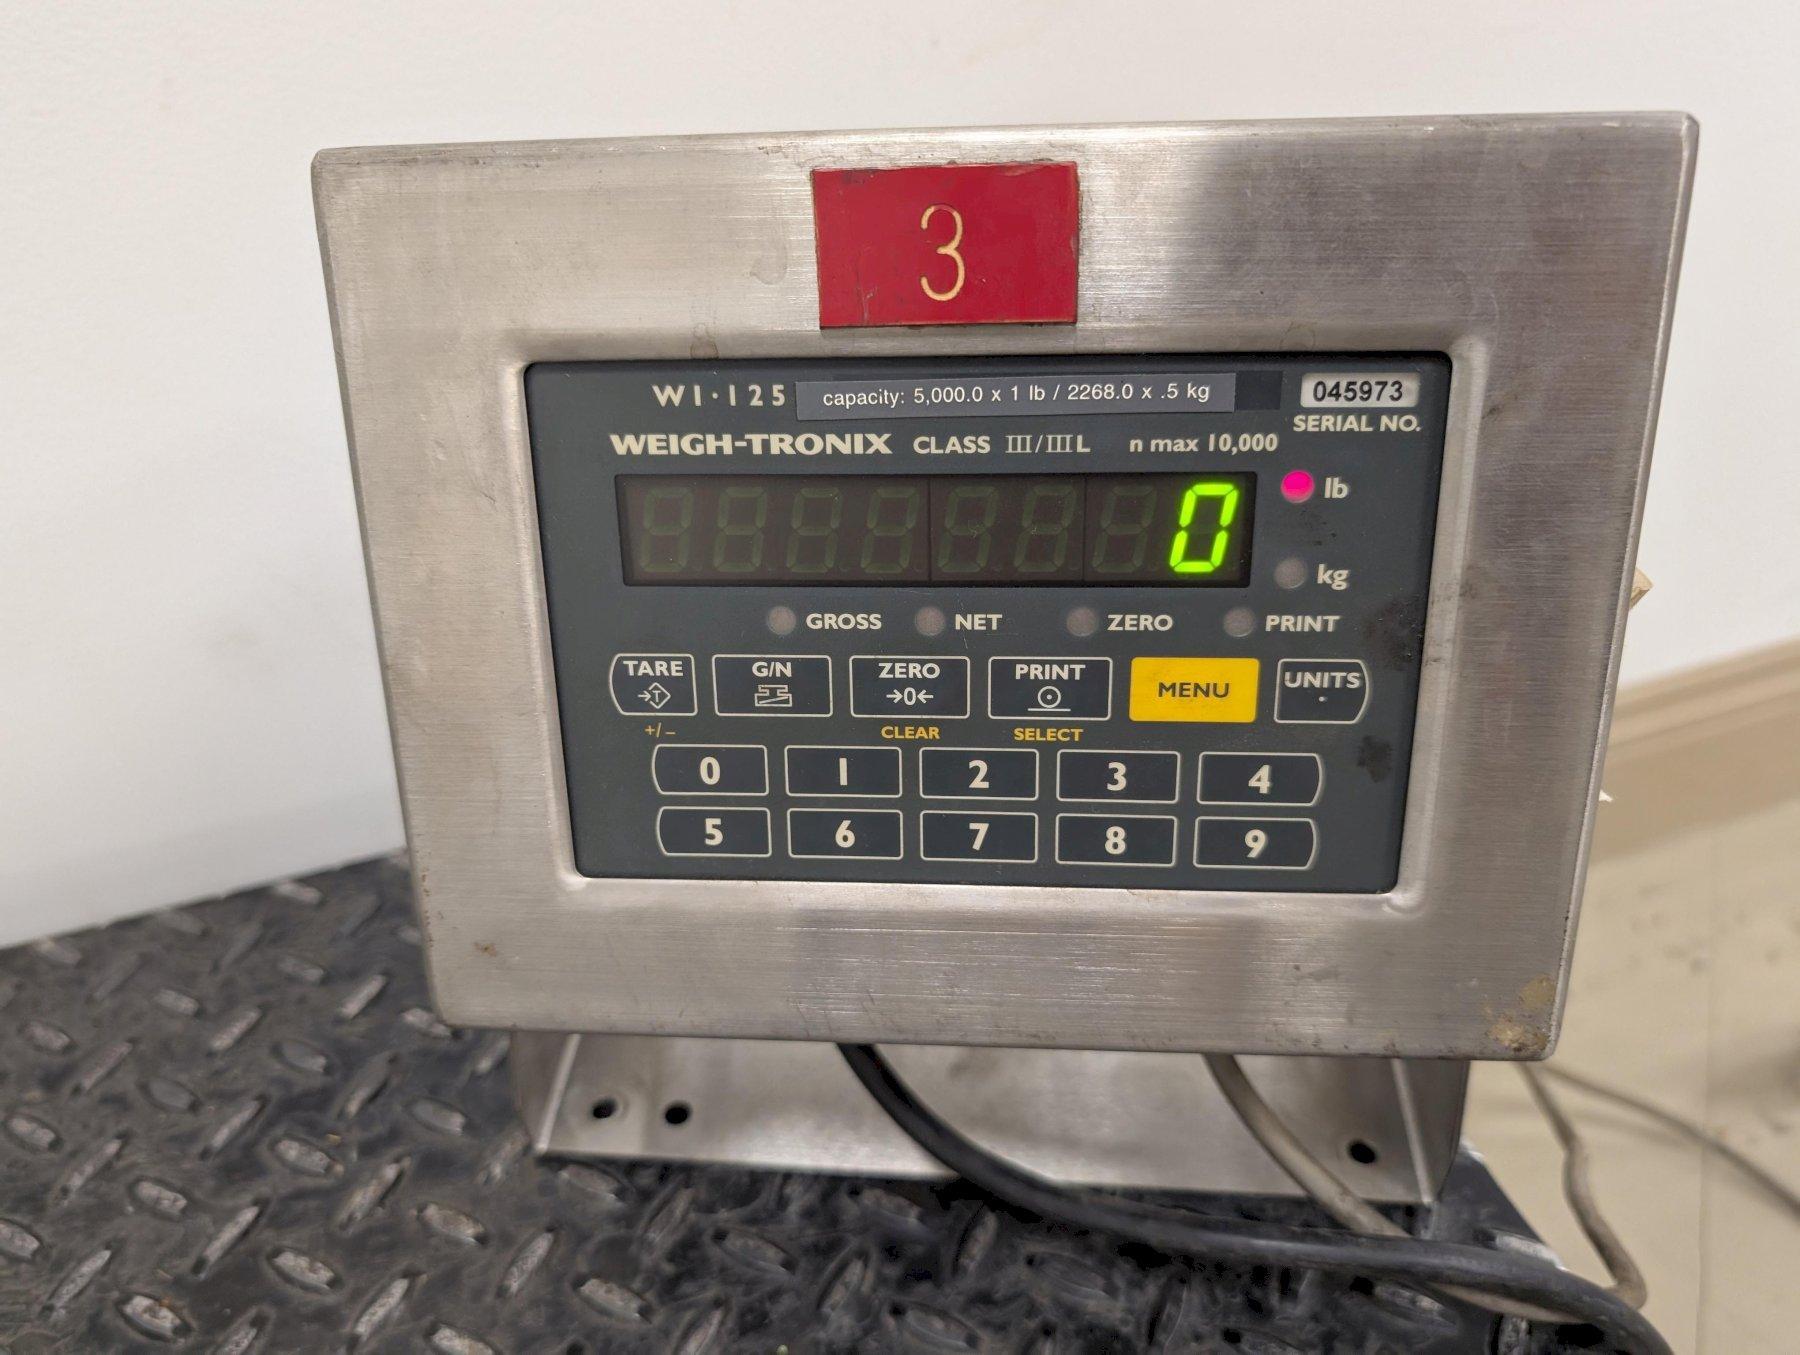 3
WI-125 capacity: 5,000.0 x 1 lb / 2268.0 x .5 kg 045973
SERIAL NO.
WEIGH-TRONIX CLASS III/III L n max 10,000
0 lb
kg
GROSS NET ZERO PRINT
TARE G/N ZERO PRINT MENU UNITS
→T← →0←
+/− CLEAR SELECT
0 1 2 3 4
5 6 7 8 9